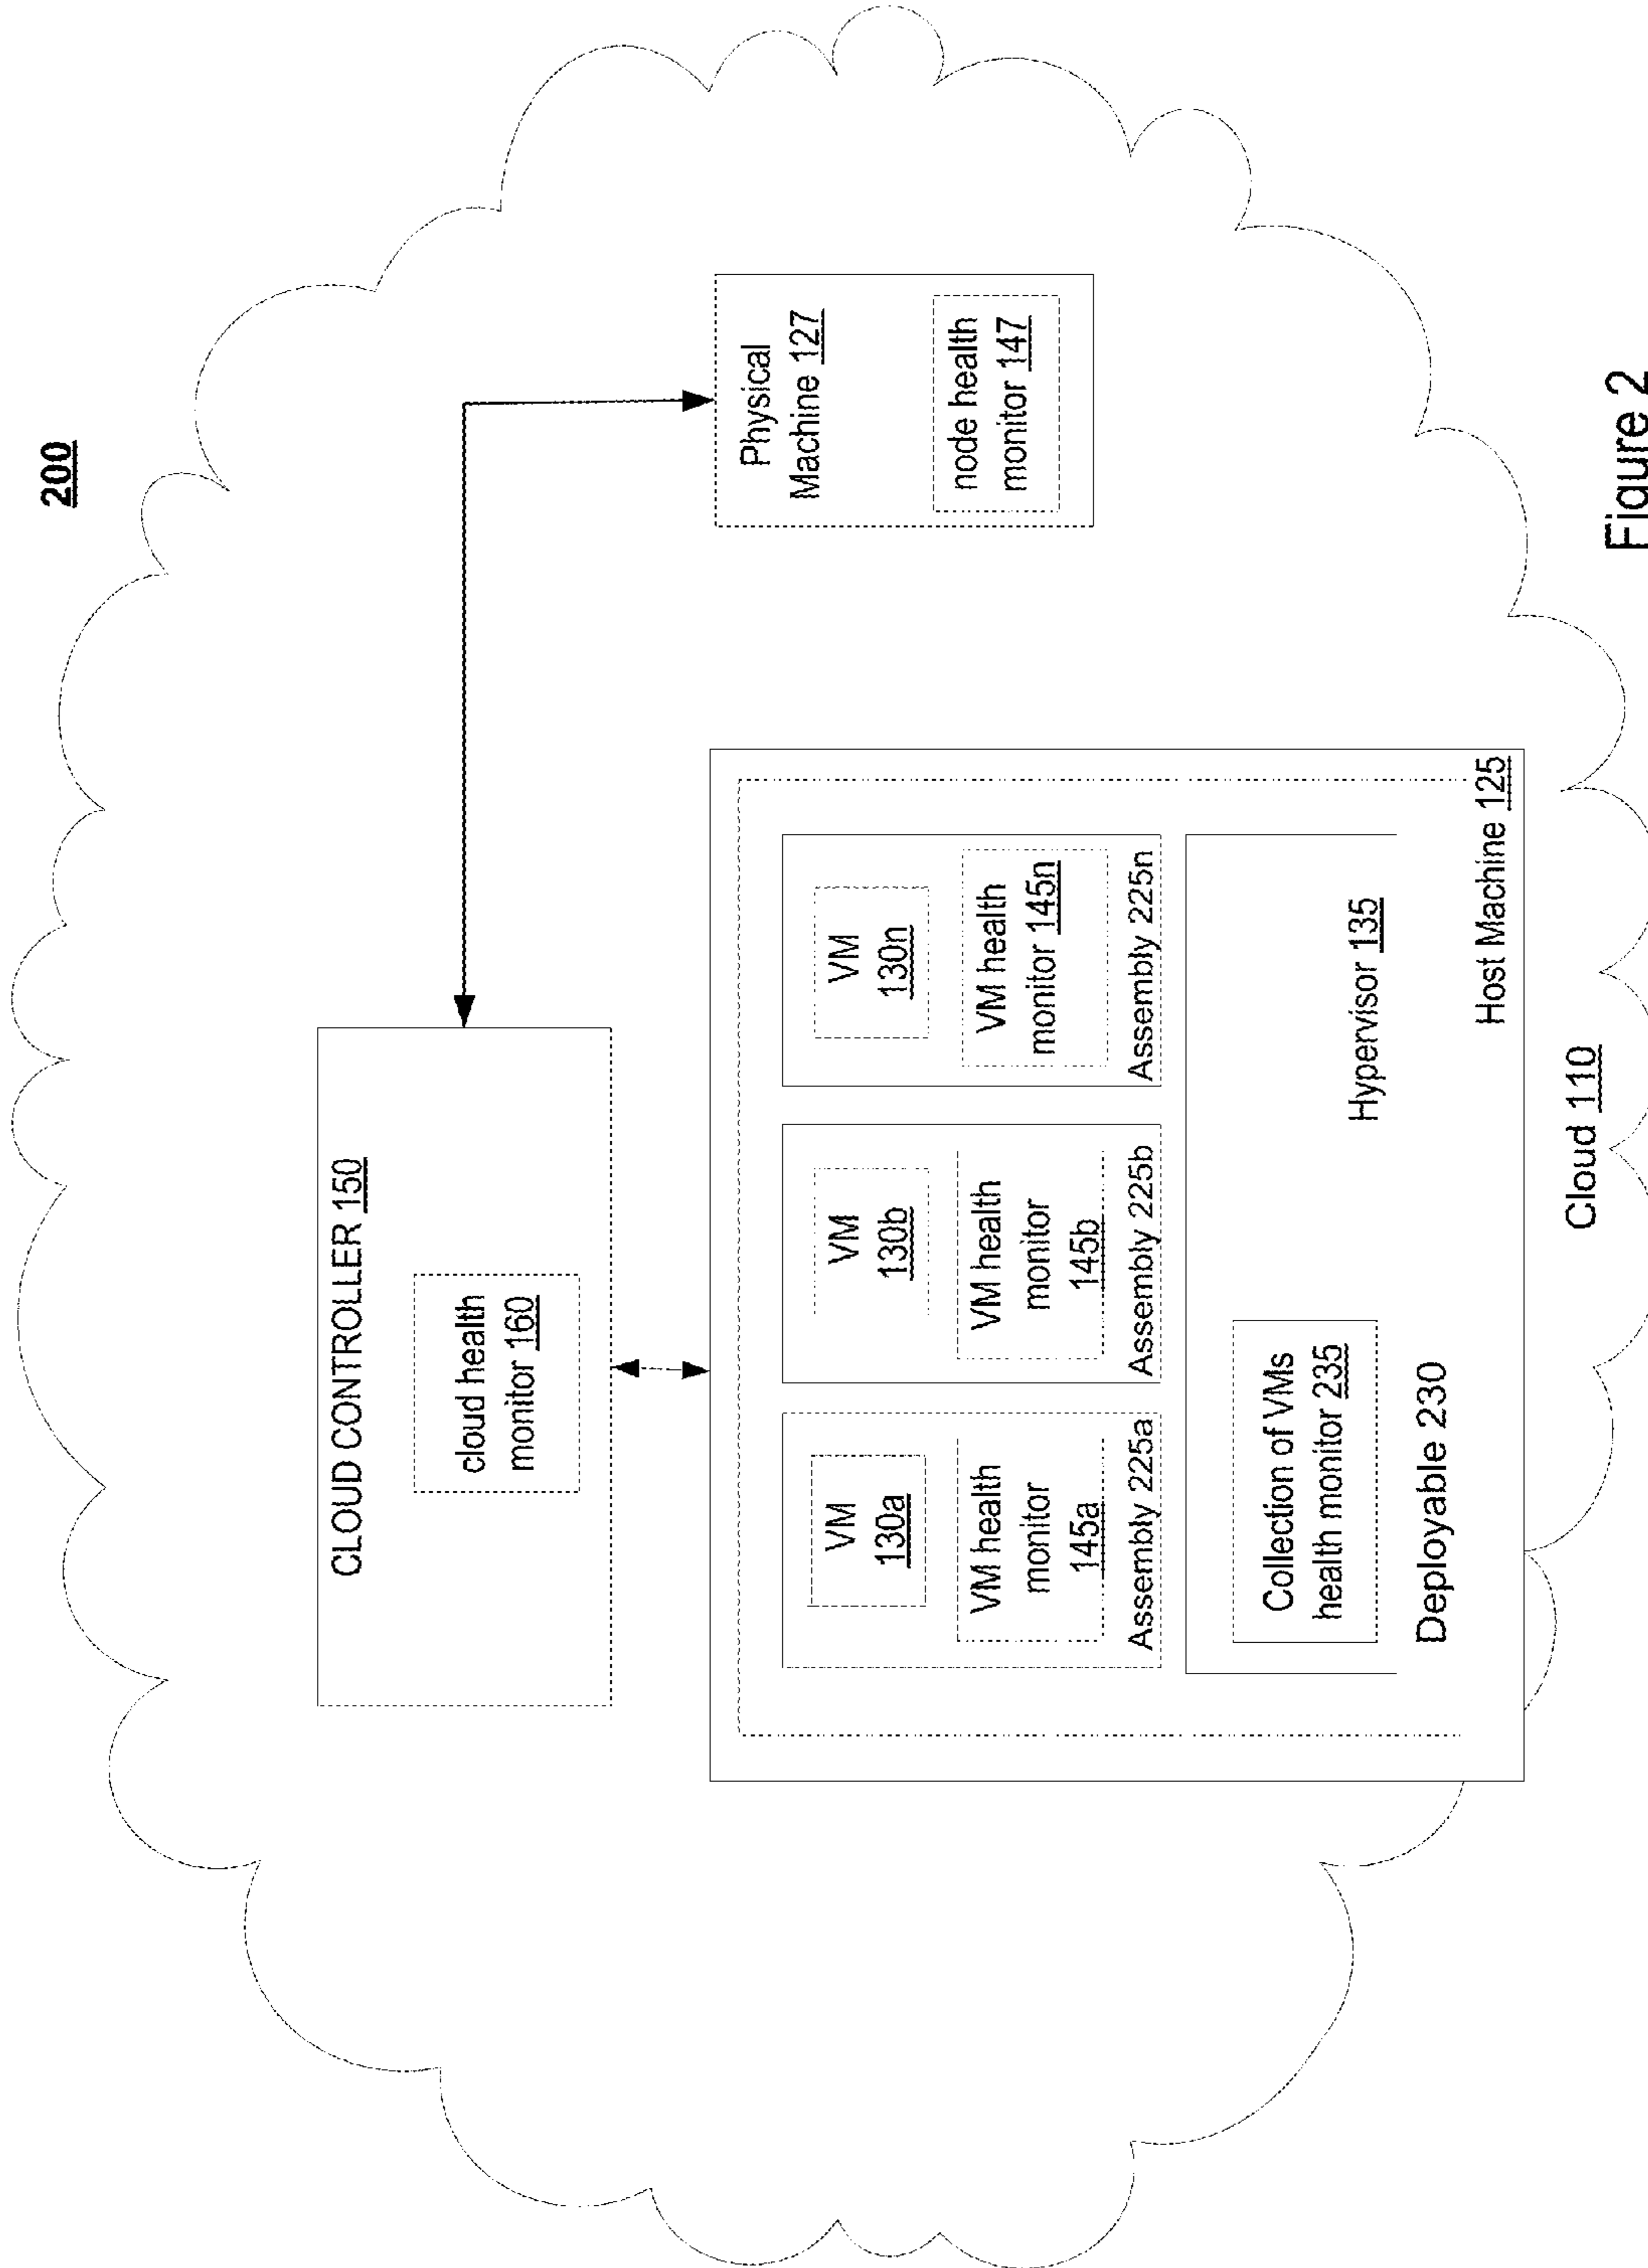 200
CLOUD CONTROLLER 150
cloud health
monitor 160
Physical
Machine 127
node health
monitor 147
VM
130a
VM health
monitor
145a
Assembly 225a
VM
130b
VM health
monitor
145b
Assembly 225b
VM
130n
VM health
monitor 145n
Assembly 225n
Collection of VMs
health monitor 235
Hypervisor 135
Deployable 230
Host Machine 125
Cloud 110
Figure 2